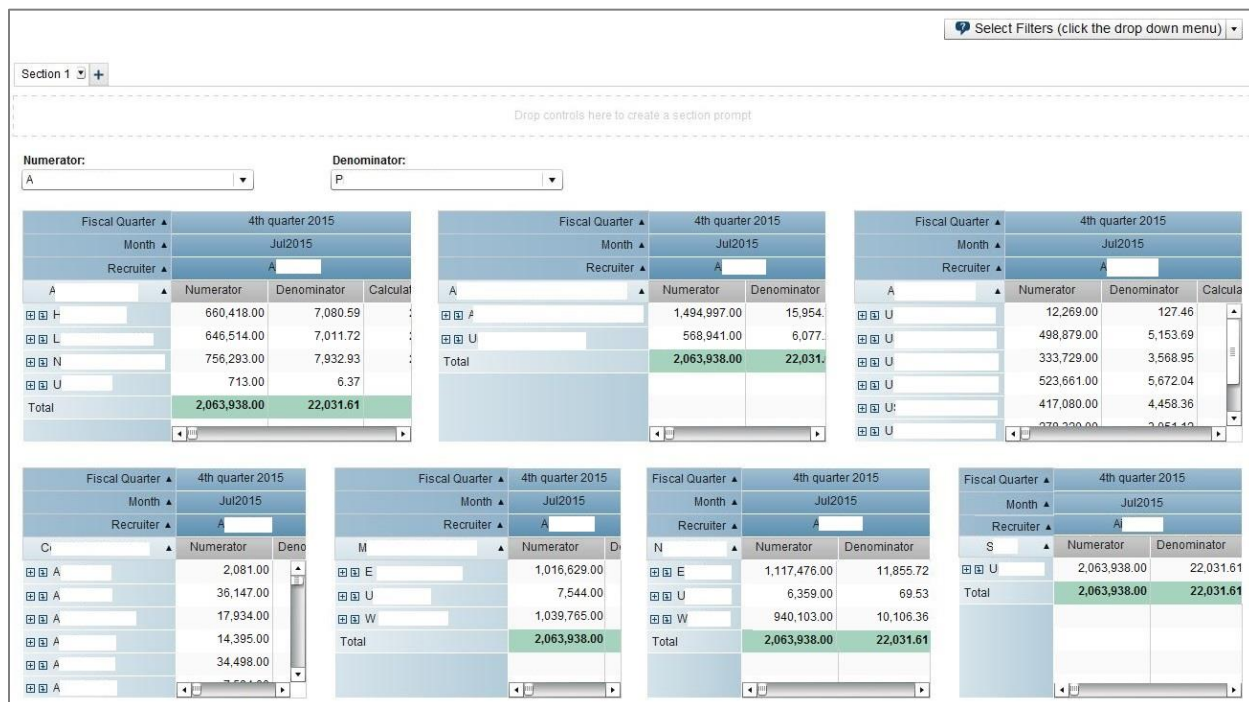 Select Filters (click the drop down menu)
Section 1
Drop controls here to create a section prompt
Numerator: Denominator:
A P
Fiscal Quarter 4th quarter 2015
Month Jul2015
Recruiter A
A Numerator Denominator Calculat
H 660,418.00 7,080.59
L 646,514.00 7,011.72
N 756,293.00 7,932.93
U 713.00 6.37
Total 2,063,938.00 22,031.61
Fiscal Quarter 4th quarter 2015
Month Jul2015
Recruiter A
A Numerator Denominator
A 1,494,997.00 15,954.
U 568,941.00 6,077.
Total 2,063,938.00 22,031.
Fiscal Quarter 4th quarter 2015
Month Jul2015
Recruiter A
A Numerator Denominator Calcula
U 12,269.00 127.46
U 498,879.00 5,153.69
U 333,729.00 3,568.95
U 523,661.00 5,672.04
US 417,080.00 4,458.36
U
Fiscal Quarter 4th quarter 2015
Month Jul2015
Recruiter A
C Numerator Deno
A 2,081.00
A 36,147.00
A 17,934.00
A 14,395.00
A 34,498.00
A
Fiscal Quarter 4th quarter 2015
Month Jul2015
Recruiter A
M Numerator D
E 1,016,629.00
U 7,544.00
W 1,039,765.00
Total 2,063,938.00
Fiscal Quarter 4th quarter 2015
Month Jul2015
Recruiter A
N Numerator Denominator
E 1,117,476.00 11,855.72
U 6,359.00 69.53
W 940,103.00 10,106.36
Total 2,063,938.00 22,031.61
Fiscal Quarter 4th quarter 2015
Month Jul2015
Recruiter Ai
S Numerator Denominator
U 2,063,938.00 22,031.61
Total 2,063,938.00 22,031.61